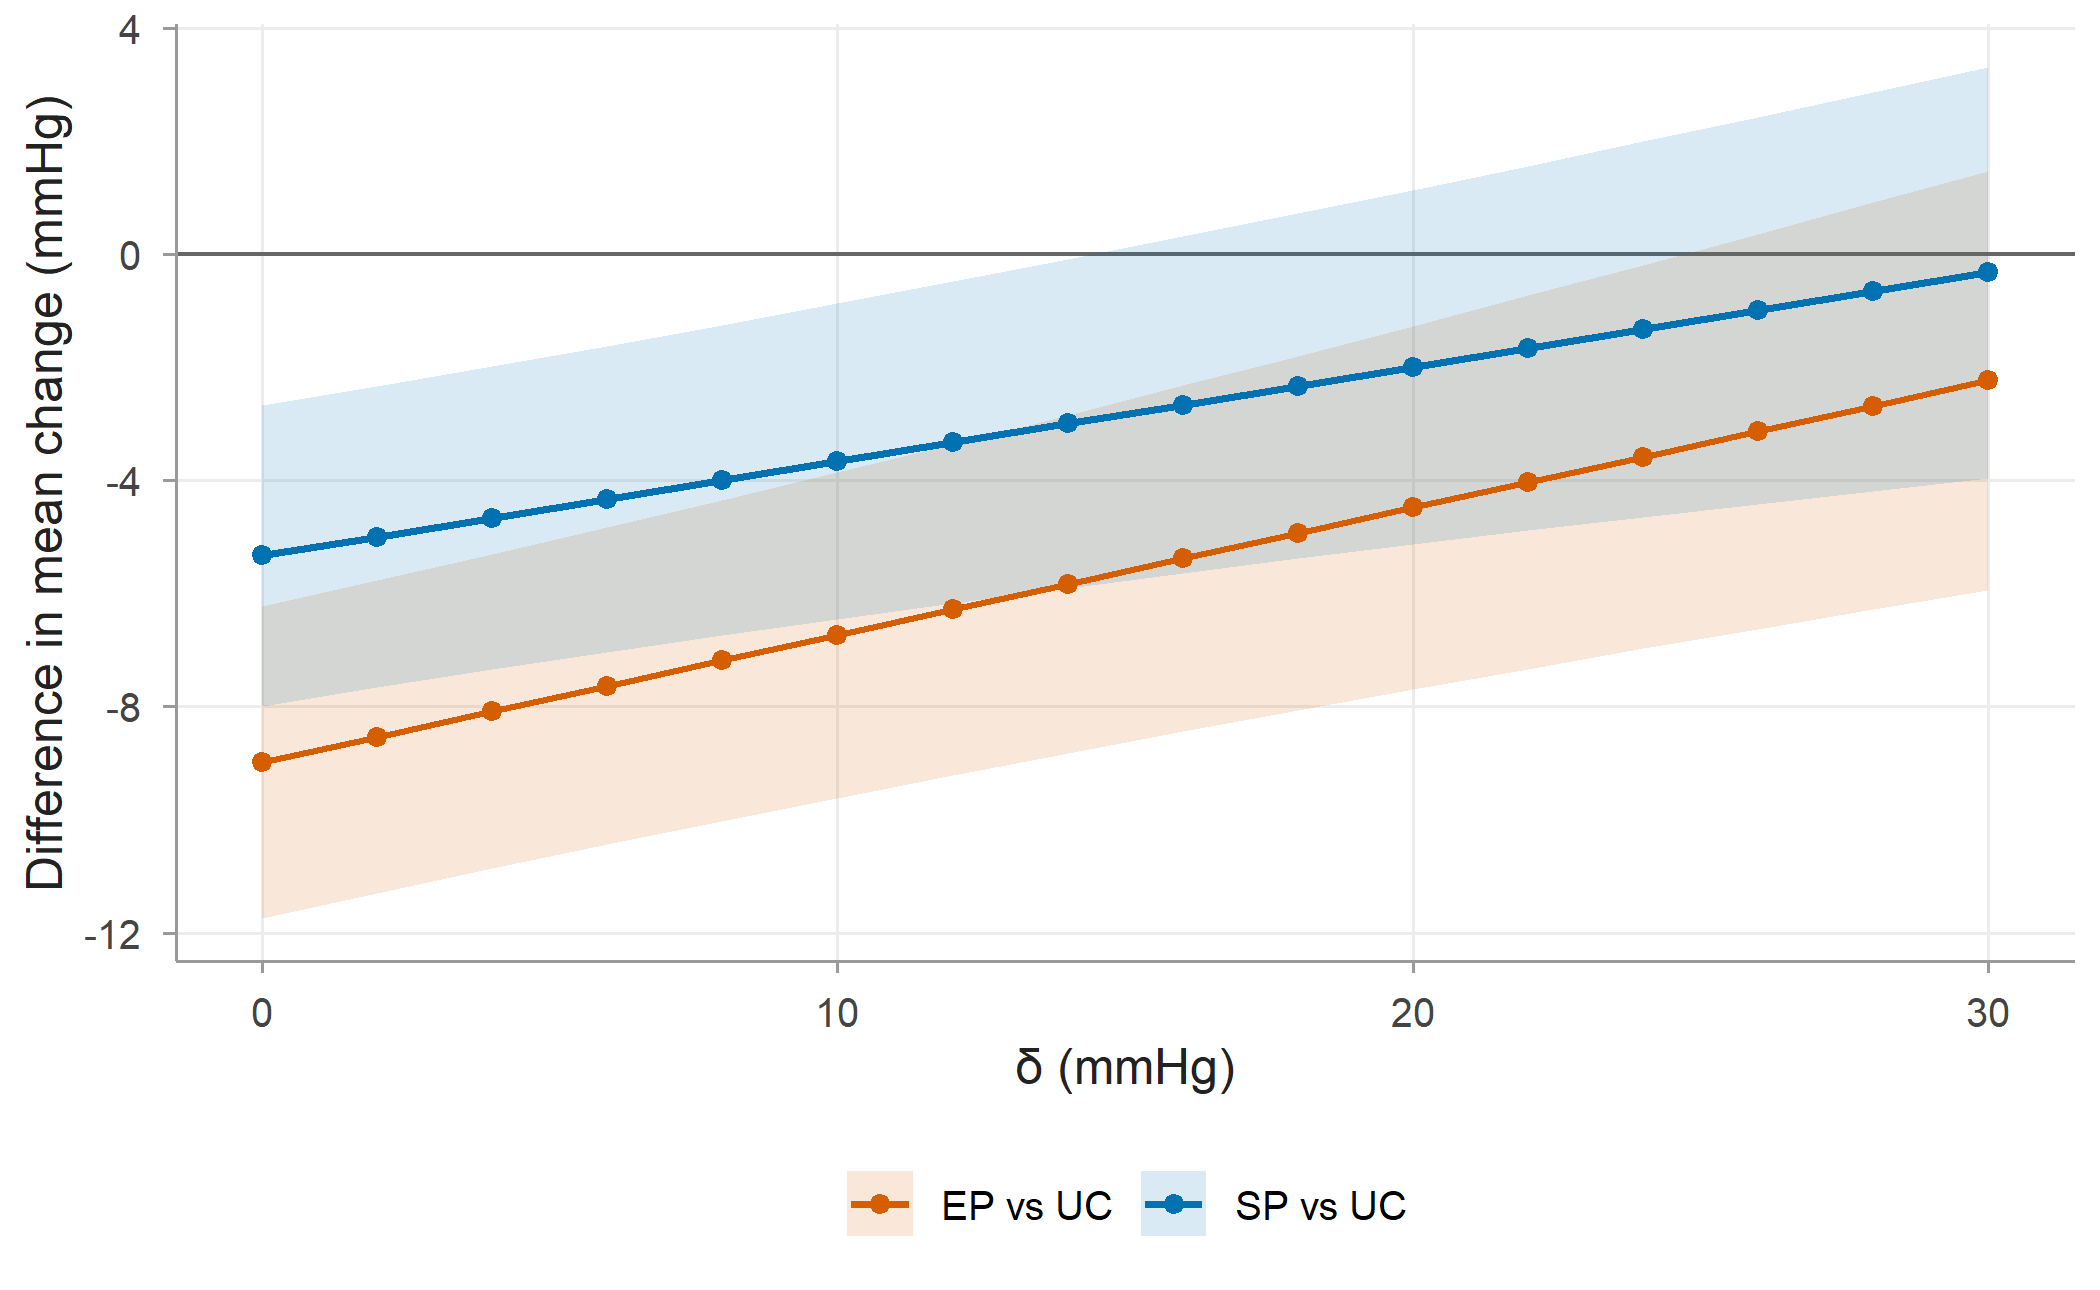 Difference in mean change (mmHg)
4
0
-4
-8
-12
0 10 20 30
δ (mmHg)
EP vs UC SP vs UC